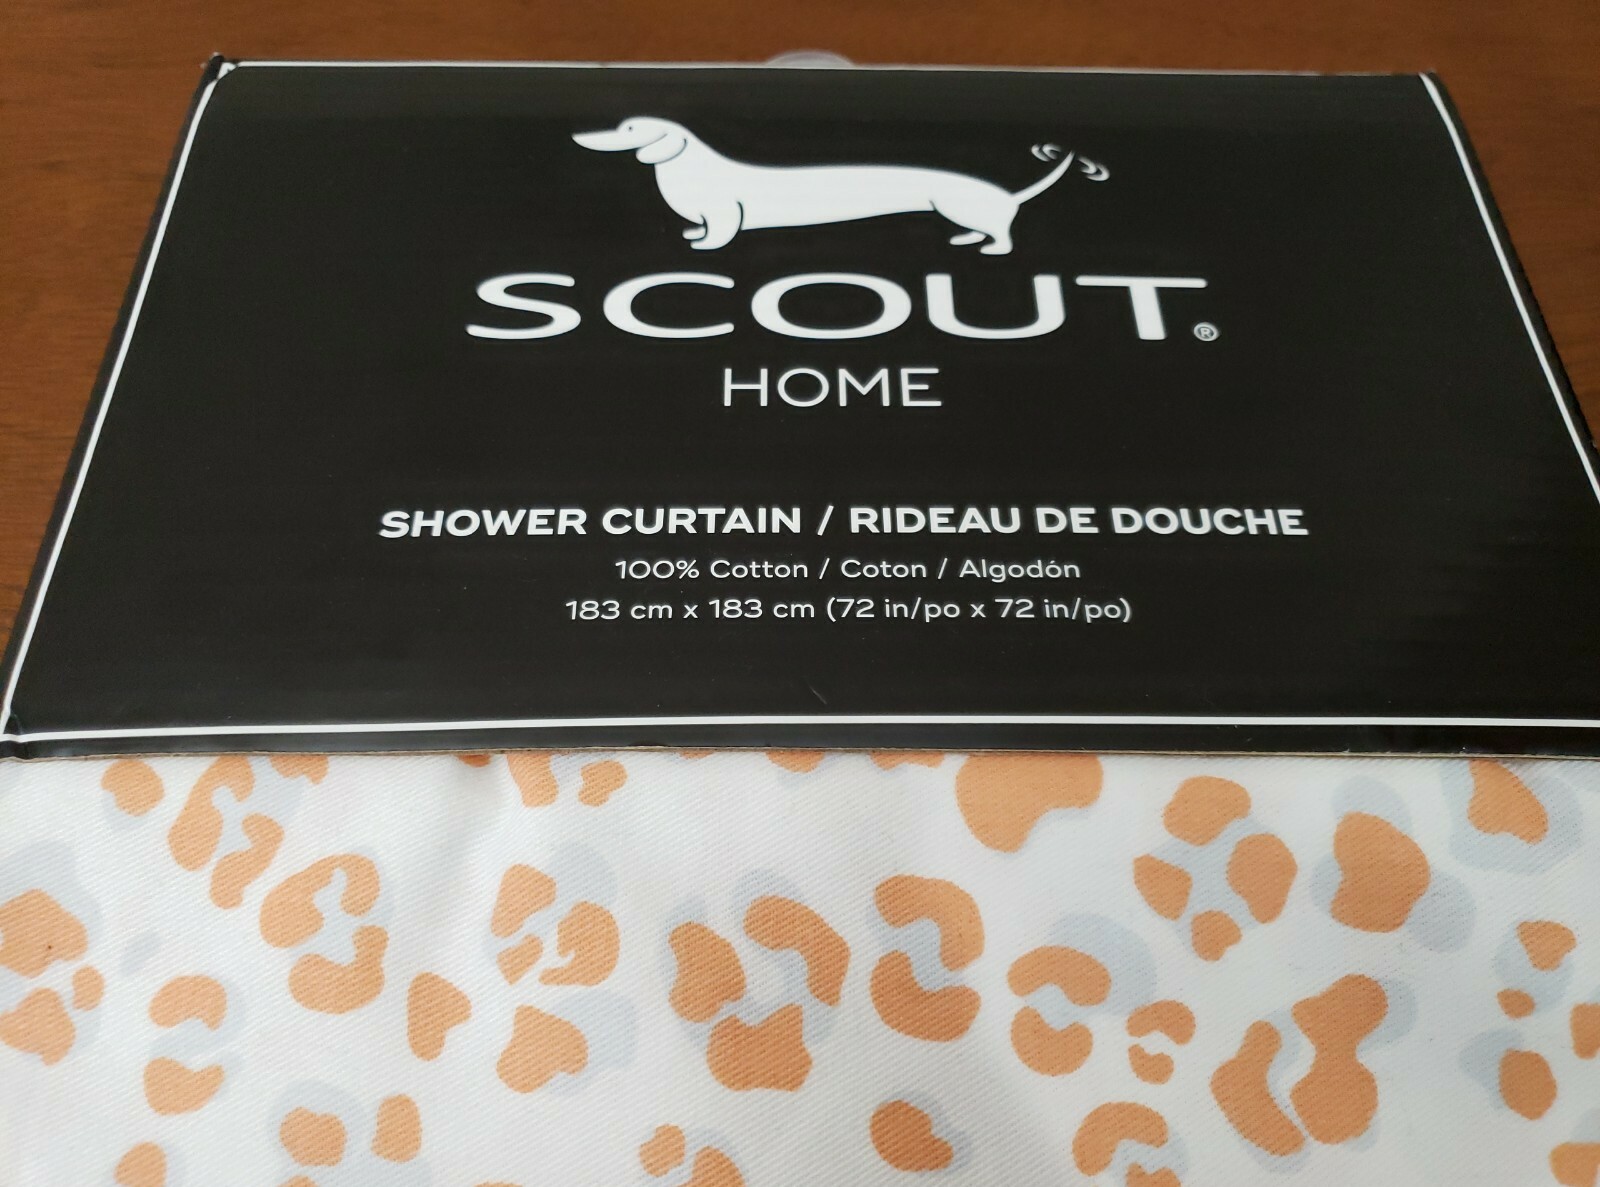 SCOUT®
HOME
SHOWER CURTAIN / RIDEAU DE DOUCHE
100% Cotton / Coton / Algodón
183 cm x 183 cm (72 in/po x 72 in/po)